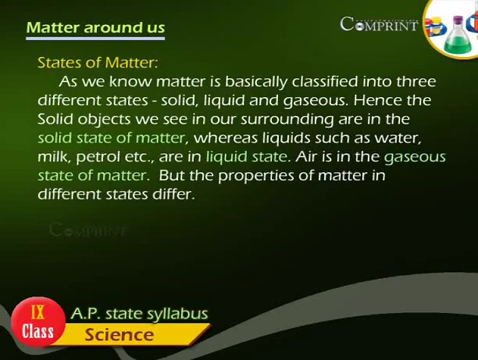 Matter around us
COMPRINT
States of Matter:
As we know matter is basically classified into three
different states - solid, liquid and gaseous. Hence the
Solid objects we see in our surrounding are in the
solid state of matter, whereas liquids such as water,
milk, petrol etc., are in liquid state. Air is in the gaseous
state of matter. But the properties of matter in
different states differ.
COMPRINT
IX
Class
A.P. state syllabus
Science